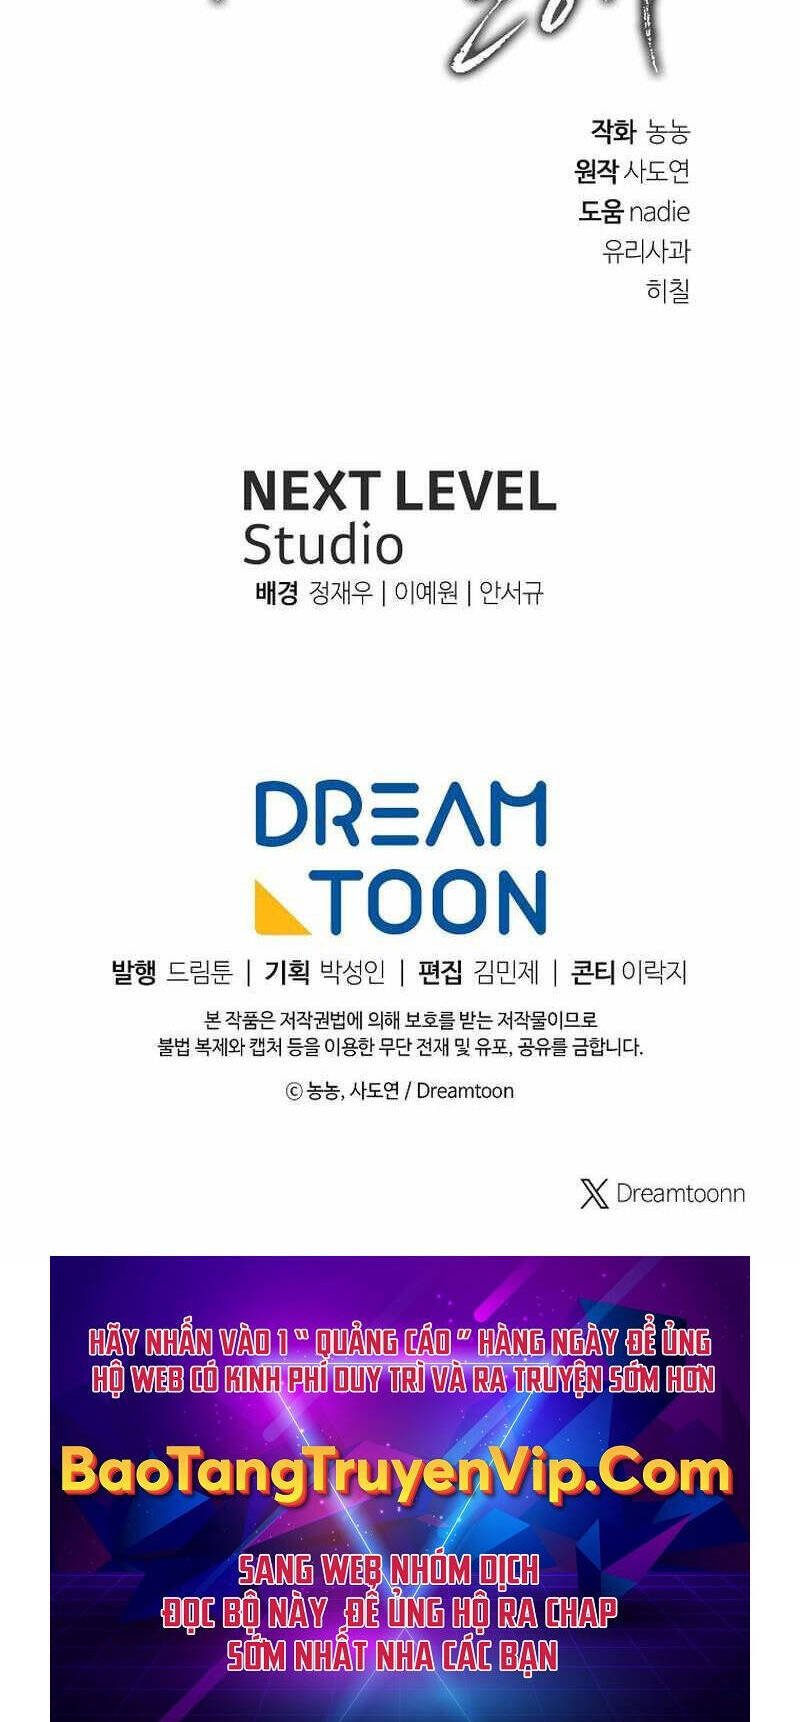 작화 농농
원작 사도연
도움 nadie
유리사과
히칠
NEXT LEVEL
Studio
배경 정재우 | 이예원 | 안서규
DREAM
TOON
발행 드림툰 | 기획 박성인 | 편집 김민제 | 콘티 이락지
본 작품은 저작권법에 의해 보호를 받는 저작물이므로
불법 복제와 캡처 등을 이용한 무단 전재 및 유포, 공유를 금합니다.
ⓒ 농농, 사도연 / Dreamtoon
X Dreamtoonn
HÃY NHẤN VÀO 1 “ QUẢNG CÁO ” HÀNG NGÀY ĐỂ ỦNG
HỘ WEB CÓ KINH PHÍ DUY TRÌ VÀ RA TRUYỆN SỚM HƠN
BaoTangTruyenVip.Com
SANG WEB NHÓM DỊCH
ĐỌC BỘ NÀY ĐỂ ỦNG HỘ RA CHAP
SỚM NHẤT NHA CÁC BẠN